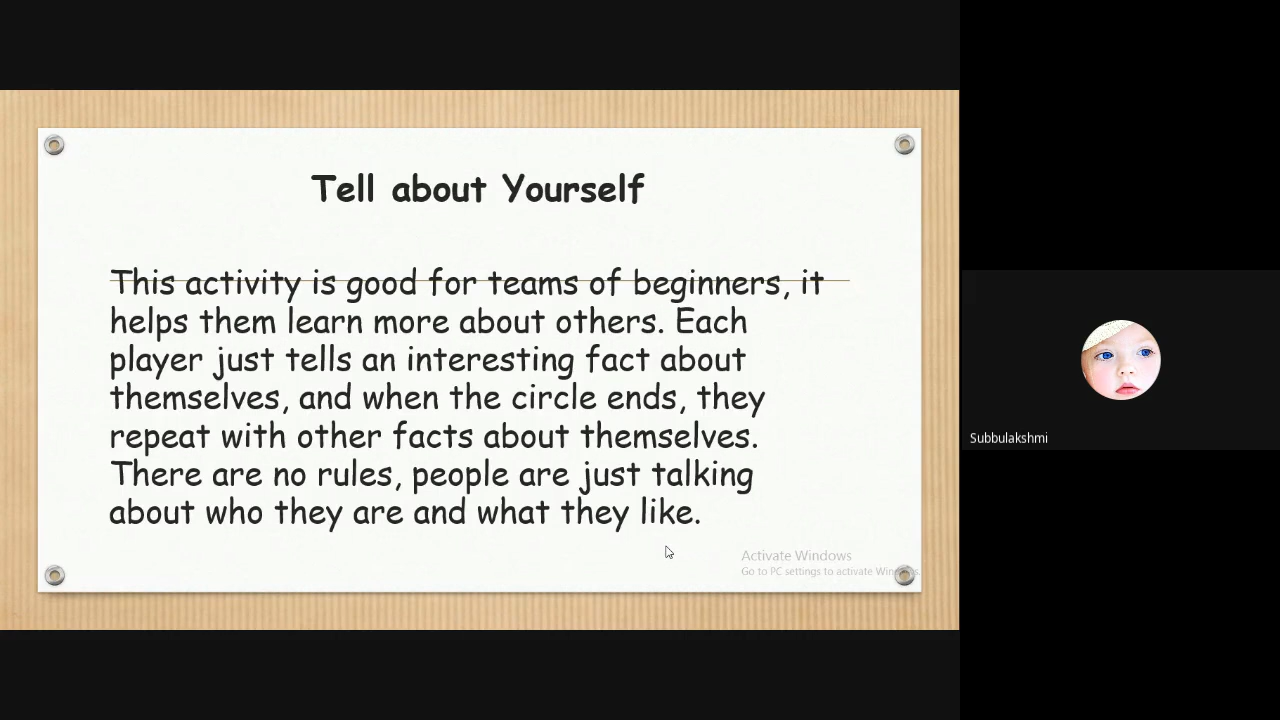 Tell about Yourself
This activity is good for teams of beginners, it
helps them learn more about others. Each
player just tells an interesting fact about
themselves, and when the circle ends, they
repeat with other facts about themselves.
There are no rules, people are just talking
about who they are and what they like.
Activate Windows
Go to PC settings to activate Windows.
Subbulakshmi